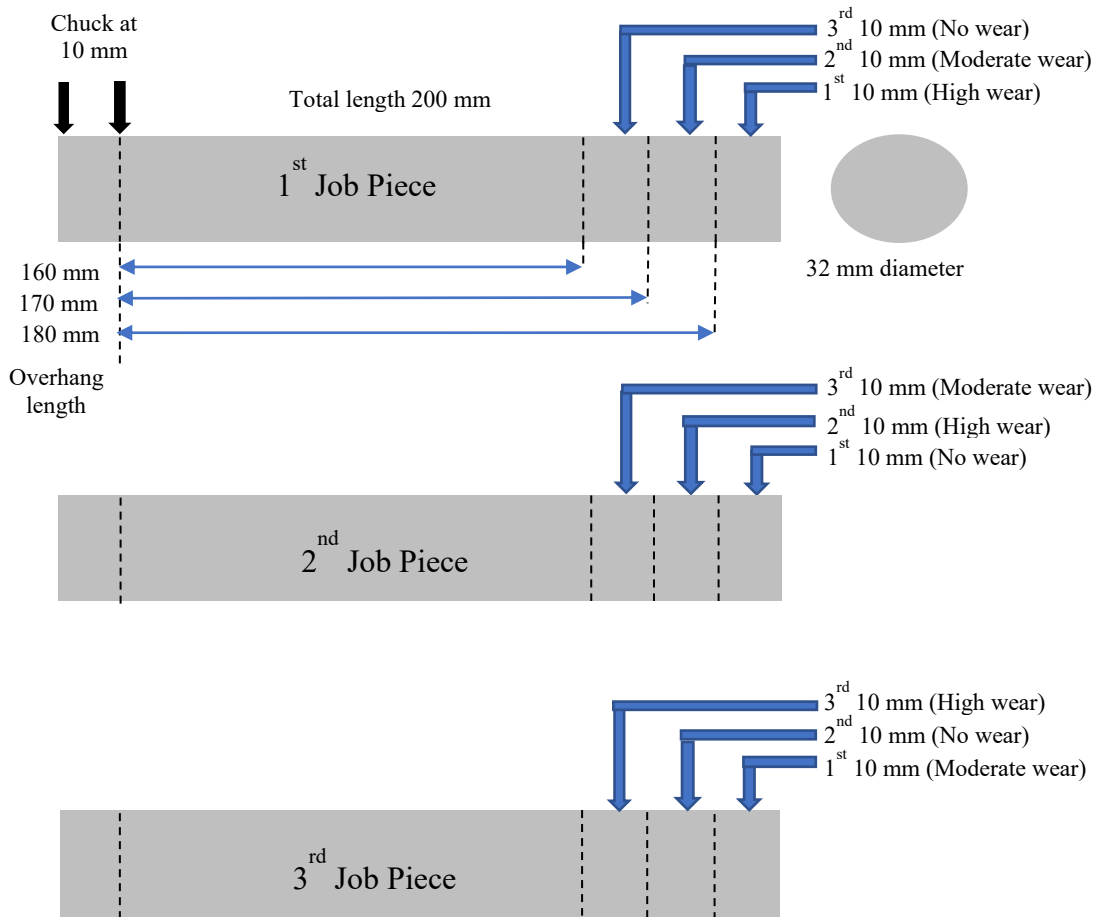 Chuck at
10 mm
3rd 10 mm (No wear)
2nd 10 mm (Moderate wear)
1st 10 mm (High wear)
Total length 200 mm
1st Job Piece
160 mm
170 mm
180 mm
32 mm diameter
Overhang
length
3rd 10 mm (Moderate wear)
2nd 10 mm (High wear)
1st 10 mm (No wear)
2nd Job Piece
3rd 10 mm (High wear)
2nd 10 mm (No wear)
1st 10 mm (Moderate wear)
3rd Job Piece